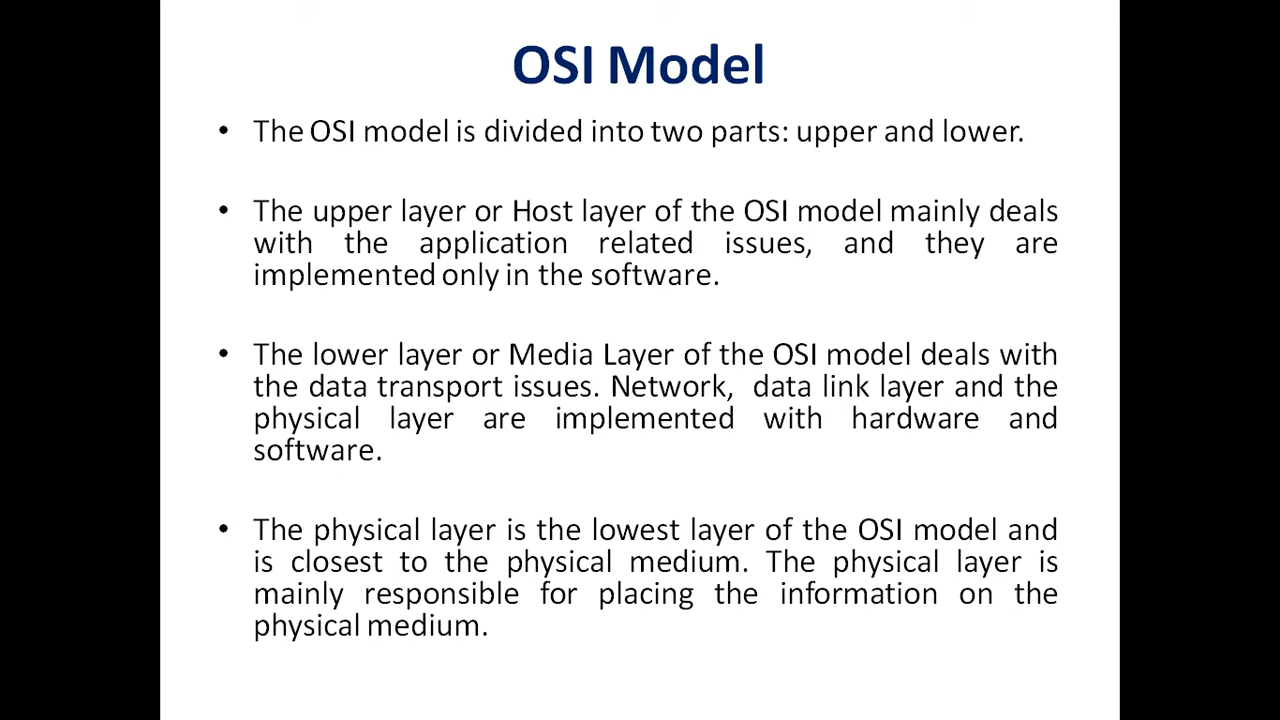 OSI Model
• The OSI model is divided into two parts: upper and lower.
• The upper layer or Host layer of the OSI model mainly deals
with the application related issues, and they are
implemented only in the software.
• The lower layer or Media Layer of the OSI model deals with
the data transport issues. Network, data link layer and the
physical layer are implemented with hardware and
software.
• The physical layer is the lowest layer of the OSI model and
is closest to the physical medium. The physical layer is
mainly responsible for placing the information on the
physical medium.